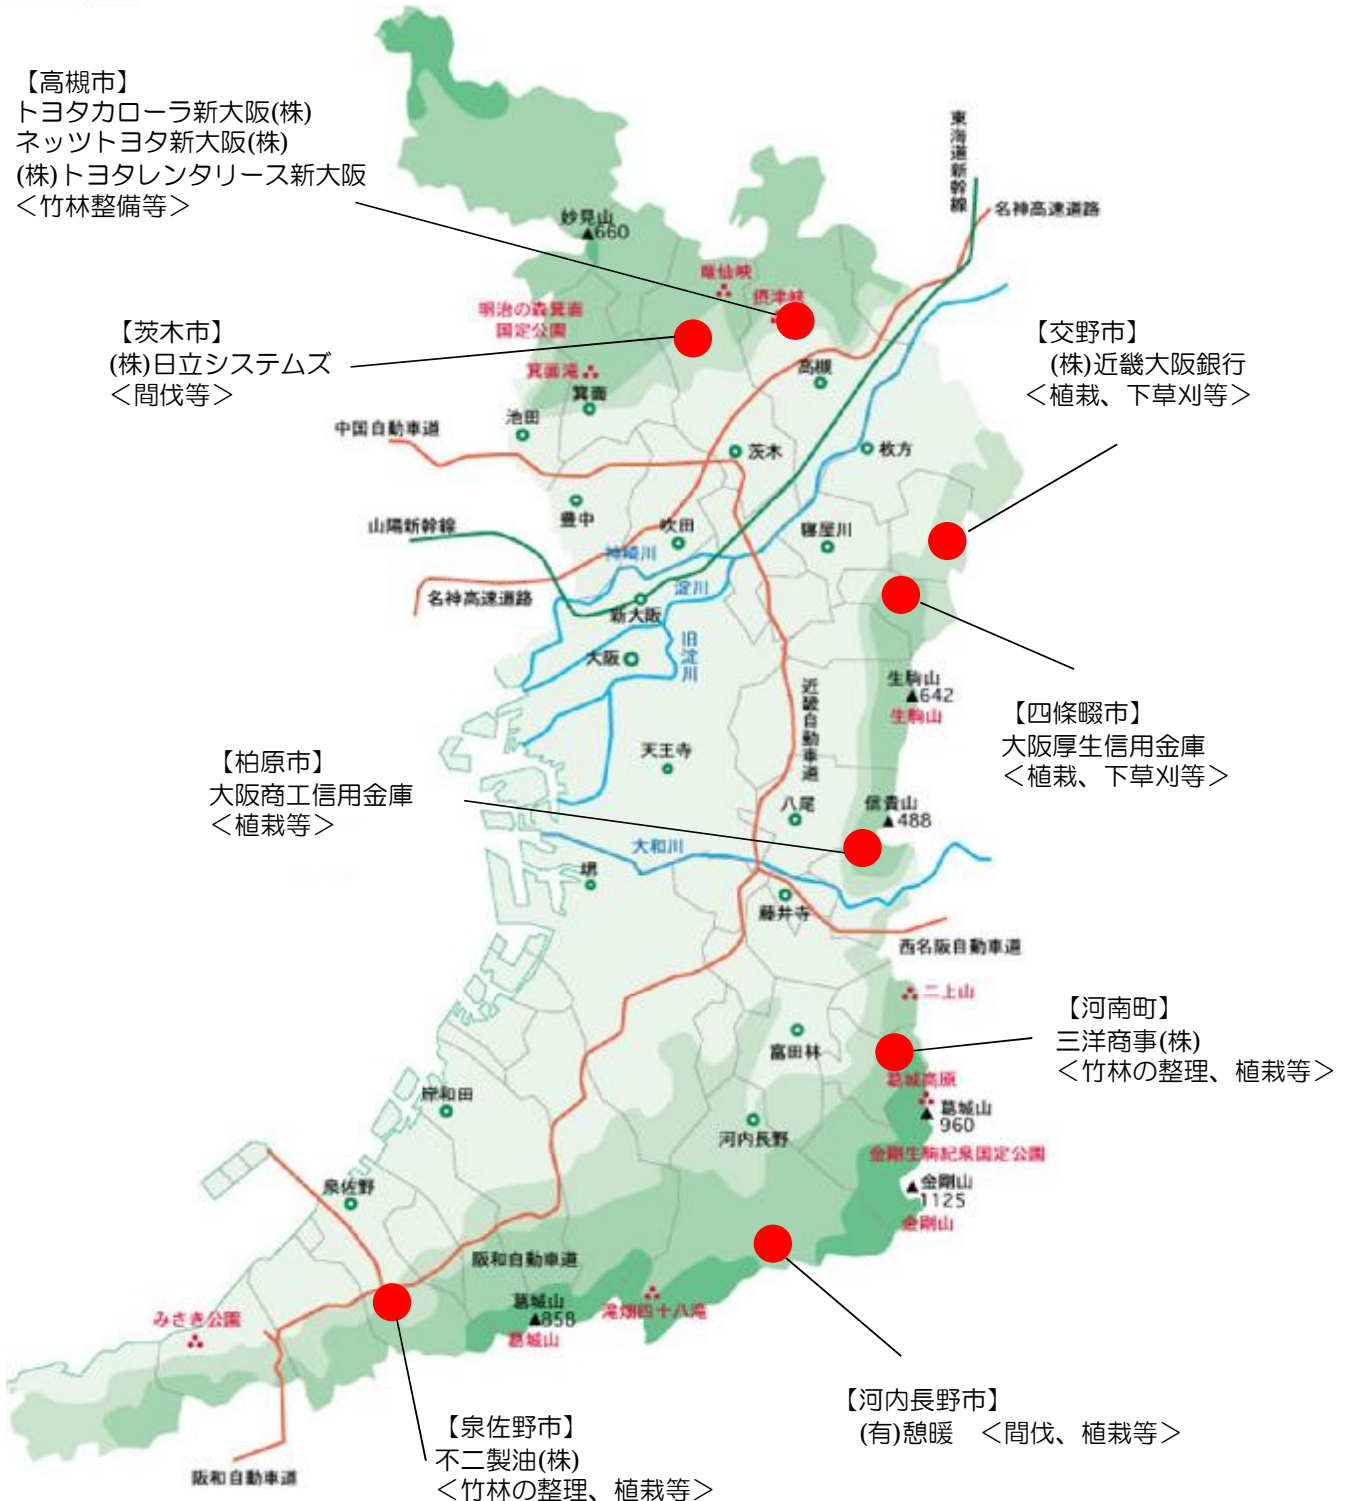 【高槻市】
トヨタカローラ新大阪(株)
ネッツトヨタ新大阪(株)
(株)トヨタレンタリース新大阪
＜竹林整備等＞
東海道新幹線
名神高速道路
妙見山
▲660
竜仙峡
摂津峡
明治の森箕面
国定公園
【茨木市】
(株)日立システムズ
＜間伐等＞
【交野市】
(株)近畿大阪銀行
＜植栽、下草刈等＞
箕面滝
箕面
高槻
池田
中国自動車道
茨木
枚方
豊中
山陽新幹線
吹田
寝屋川
神崎川
淀川
名神高速道路
新大阪
旧淀川
大阪
生駒山
▲642
生駒山
近畿自動車道
【四條畷市】
大阪厚生信用金庫
＜植栽、下草刈等＞
天王寺
【柏原市】
大阪商工信用金庫
＜植栽等＞
八尾
信貴山
▲488
大和川
堺
藤井寺
西名阪自動車道
二上山
【河南町】
三洋商事(株)
＜竹林の整理、植栽等＞
富田林
葛城高原
葛城山
960
岸和田
河内長野
金剛生駒紀泉国定公園
金剛山
1125
金剛山
泉佐野
阪和自動車道
葛城山
▲858
葛城山
滝畑四十八滝
みさき公園
【河内長野市】
(有)憩暖　＜間伐、植栽等＞
【泉佐野市】
不二製油(株)
＜竹林の整理、植栽等＞
阪和自動車道